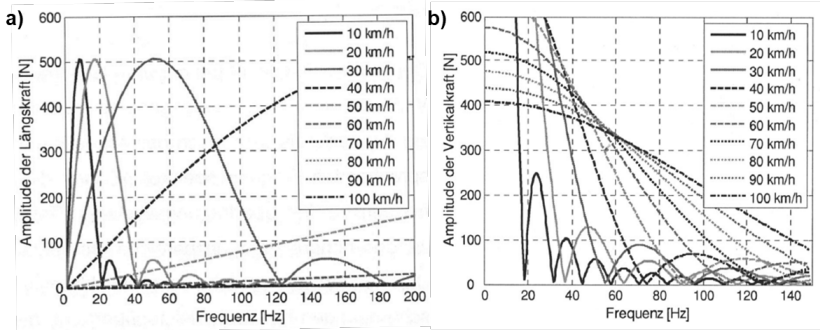 a)
Amplitude der Längskraft [N]
600
500
400
300
200
100
0
0 20 40 60 80 100 120 140 160 180 200
Frequenz [Hz]
10 km/h
20 km/h
30 km/h
40 km/h
50 km/h
60 km/h
70 km/h
80 km/h
90 km/h
100 km/h
b)
Amplitude der Vertikalkraft [N]
600
500
400
300
200
100
0
0 20 40 60 80 100 120 140
Frequenz [Hz]
10 km/h
20 km/h
30 km/h
40 km/h
50 km/h
60 km/h
70 km/h
80 km/h
90 km/h
100 km/h